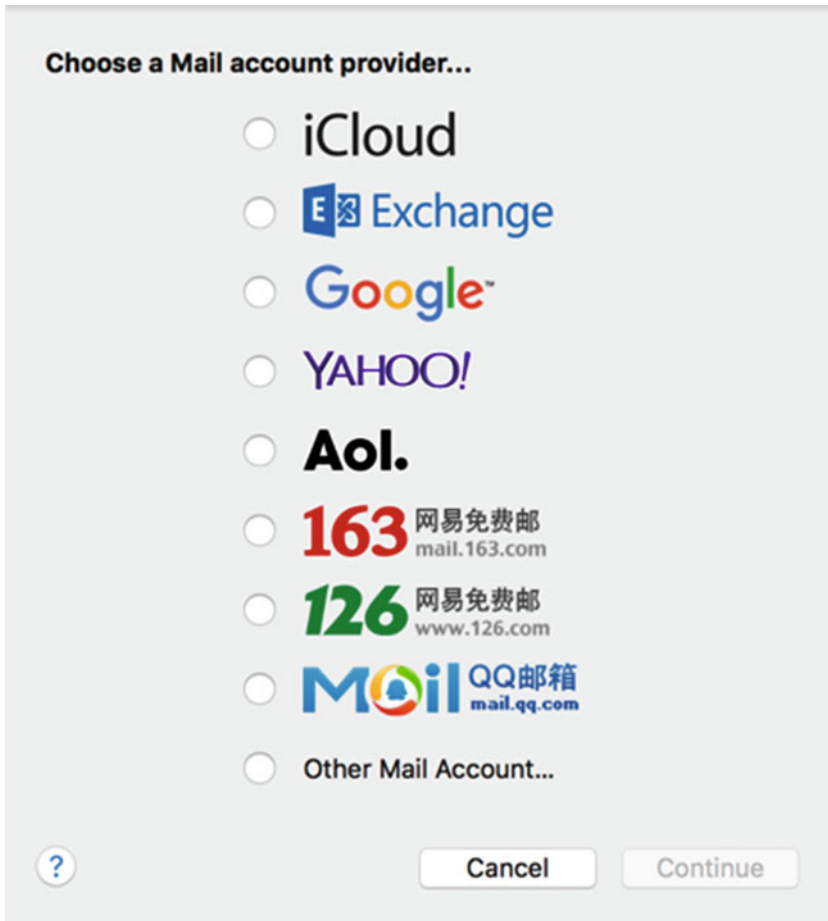 Choose a Mail account provider...
iCloud
E Exchange
Google™
YAHOO!
Aol.
163 网易免费邮
mail.163.com
126 网易免费邮
www.126.com
Mail QQ邮箱
mail.qq.com
Other Mail Account...
? Cancel Continue